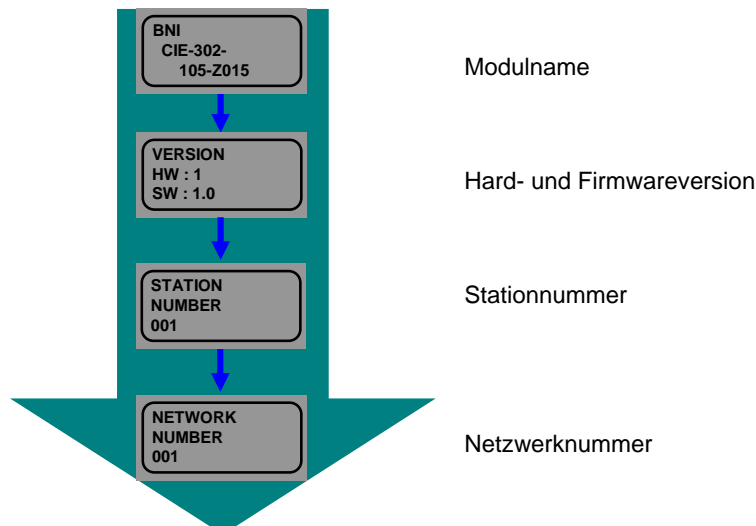 BNI
CIE-302-
105-Z015
Modulname
VERSION
HW : 1
SW : 1.0
Hard- und Firmwareversion
STATION
NUMBER
001
Stationnummer
NETWORK
NUMBER
001
Netzwerknummer